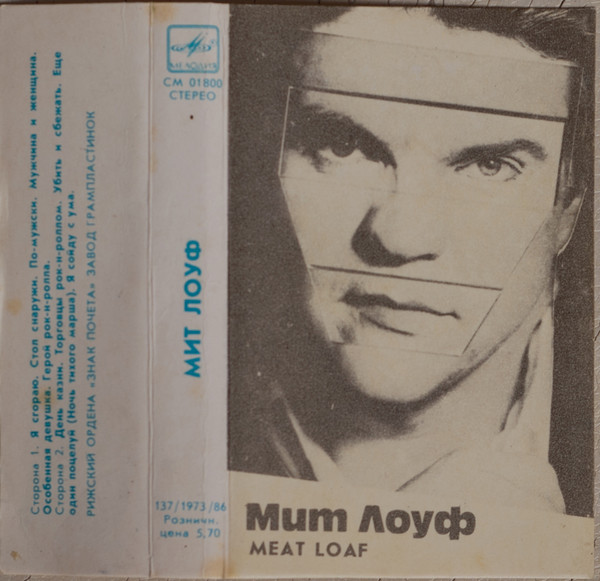 Сторона 1. Я сгораю. Стоп снаружи. По-мужски. Мужчина и женщина.
Особенная девушка. Герой рок-н-ролла.
Сторона 2. День казни. Торговцы рок-н-роллом. Убить и сбежать. Еще
один поцелуй (Ночь тихого марша). Я сойду с ума.
РИЖСКИЙ ОРДЕНА «ЗНАК ПОЧЕТА» ЗАВОД ГРАМПЛАСТИНОК
МЕЛОДИЯ
СМ 01800
СТЕРЕО
МИТ ЛОУФ
137/1973/86
Рознич.
цена 5,70
Мит Лоуф
MEAT LOAF